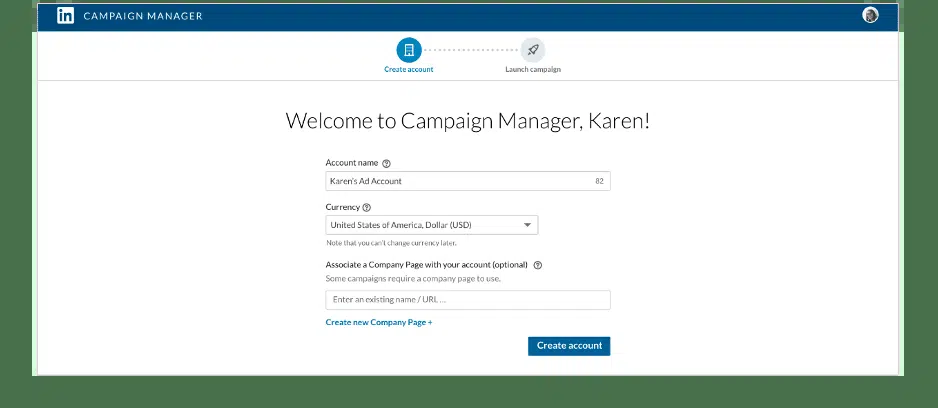 in CAMPAIGN MANAGER
Create account
Launch campaign
Welcome to Campaign Manager, Karen!
Account name ?
Karen's Ad Account 82
Currency ?
United States of America, Dollar (USD)
Note that you can't change currency later.
Associate a Company Page with your account (optional) ?
Some campaigns require a company page to use.
Enter an existing name / URL ...
Create new Company Page +
Create account